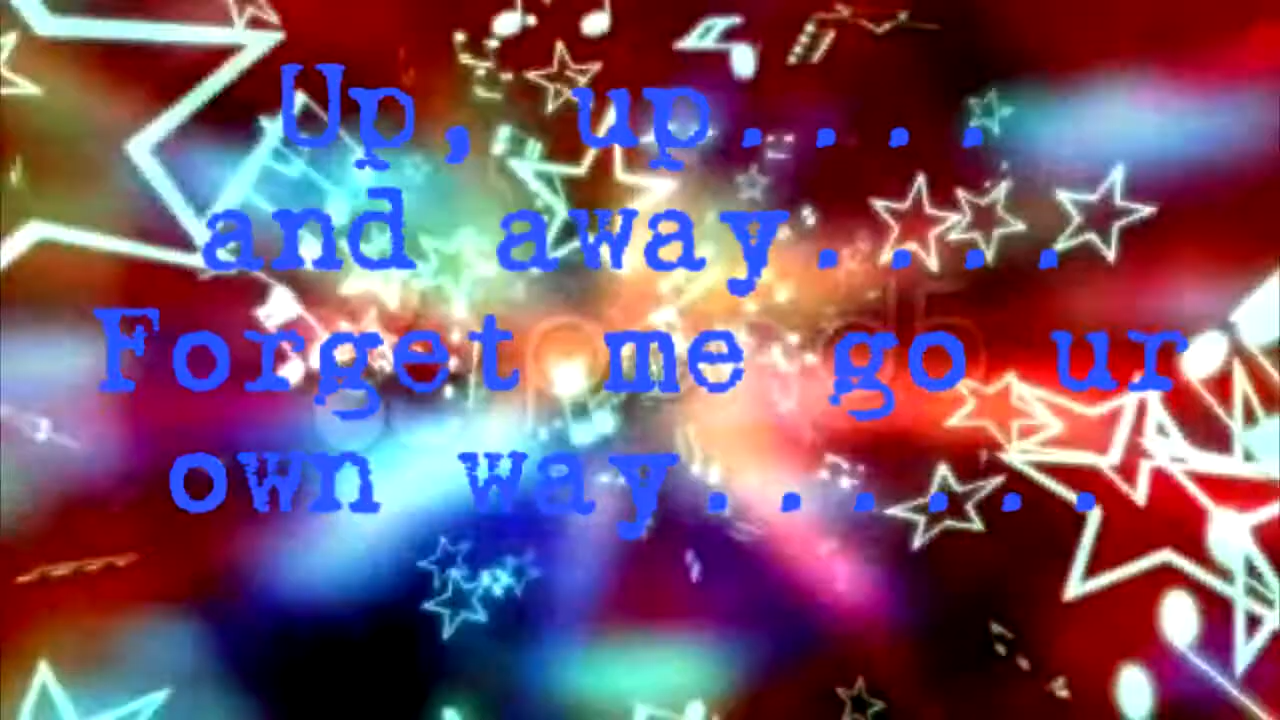 Up, up....
and away....
Forget me go ur
own way......